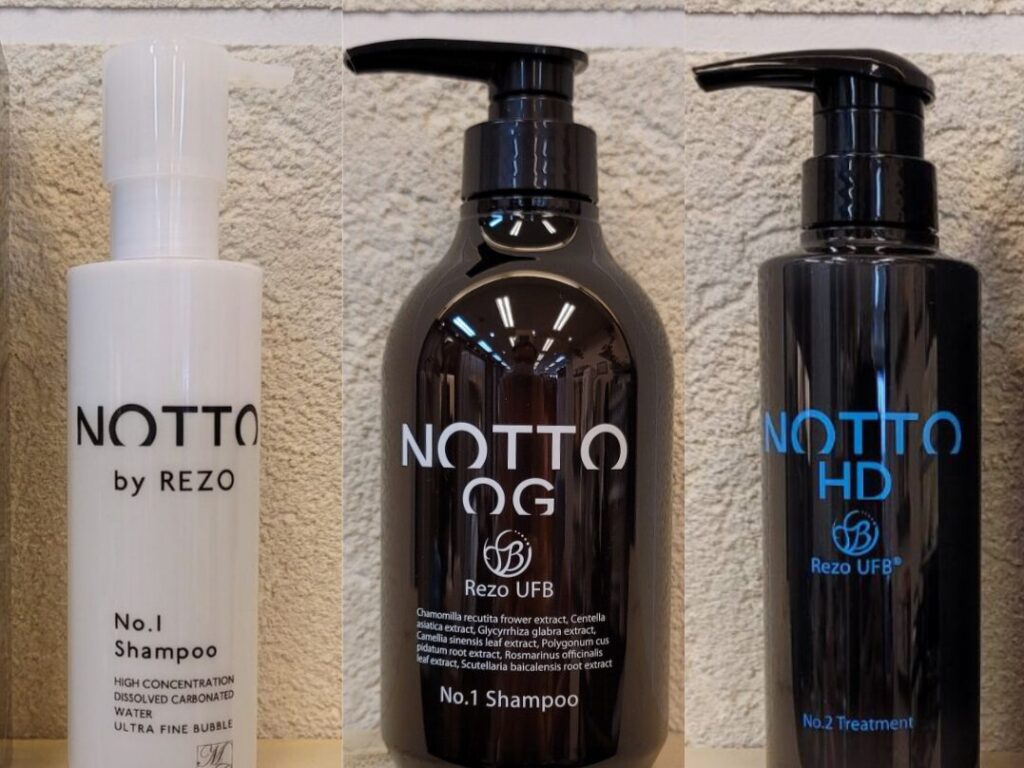 NOTTO
by REZO
No.1
Shampoo
HIGH CONCENTRATION
DISSOLVED CARBONATED
WATER
ULTRA FINE BUBBLE
NOTTO
OG
Rezo UFB
Chamomilla recutita frower extract, Centella
asiatica extract, Glycyrrhiza glabra extract,
Camellia sinensis leaf extract, Polygonum cus
pidatum root extract, Rosmarinus officinalis
leaf extract, Scutellaria baicalensis root extract
No.1 Shampoo
NOTTO
HD
Rezo UFB®
No.2 Treatment